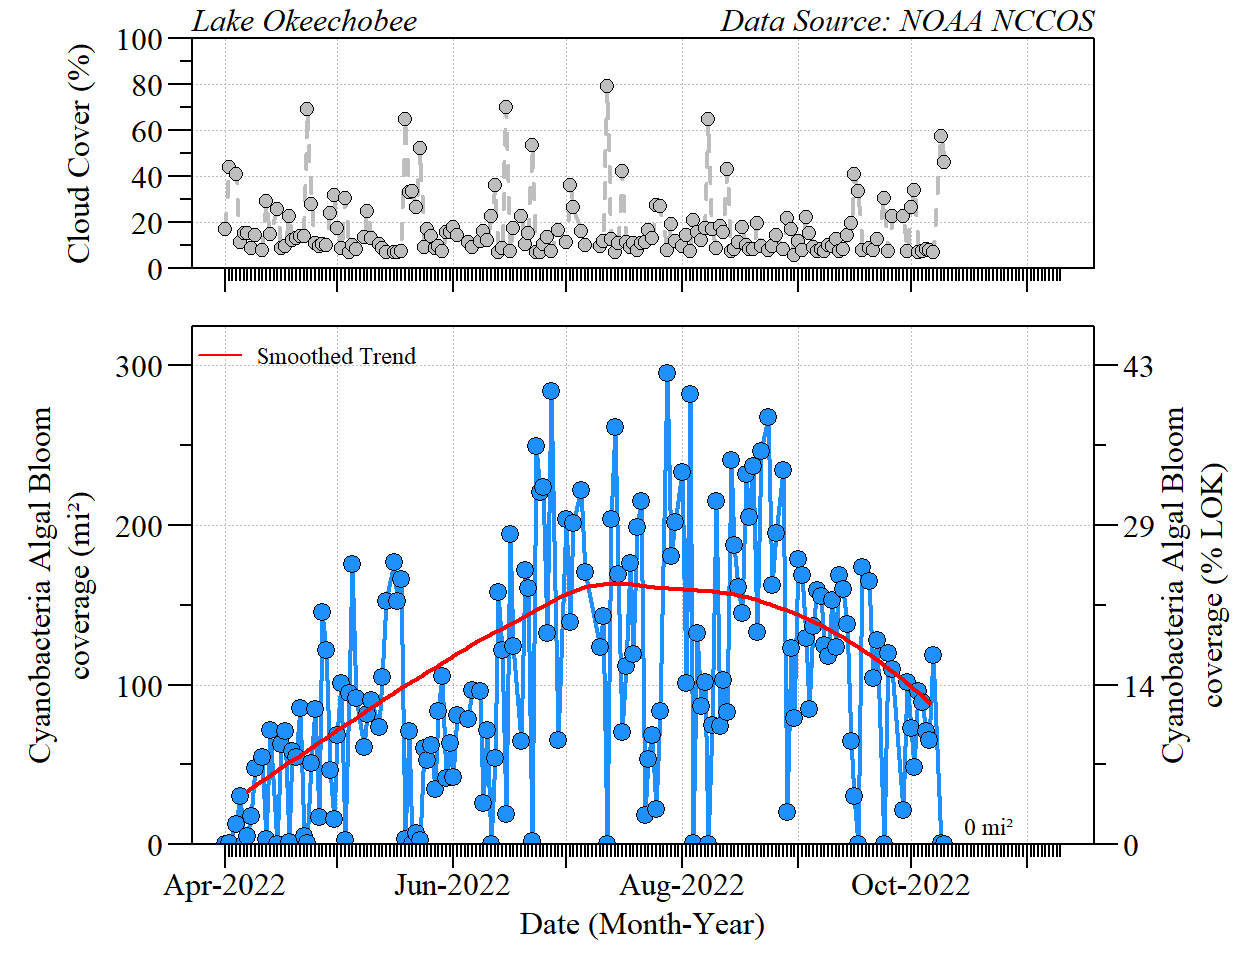 Lake Okeechobee
Data Source: NOAA NCCOS
Cloud Cover (%)
100
80
60
40
20
0
Smoothed Trend
Cyanobacteria Algal Bloom
coverage (mi²)
300
200
100
0
43
29
14
0
Cyanobacteria Algal Bloom
coverage (% LOK)
0 mi²
Apr-2022
Jun-2022
Aug-2022
Oct-2022
Date (Month-Year)